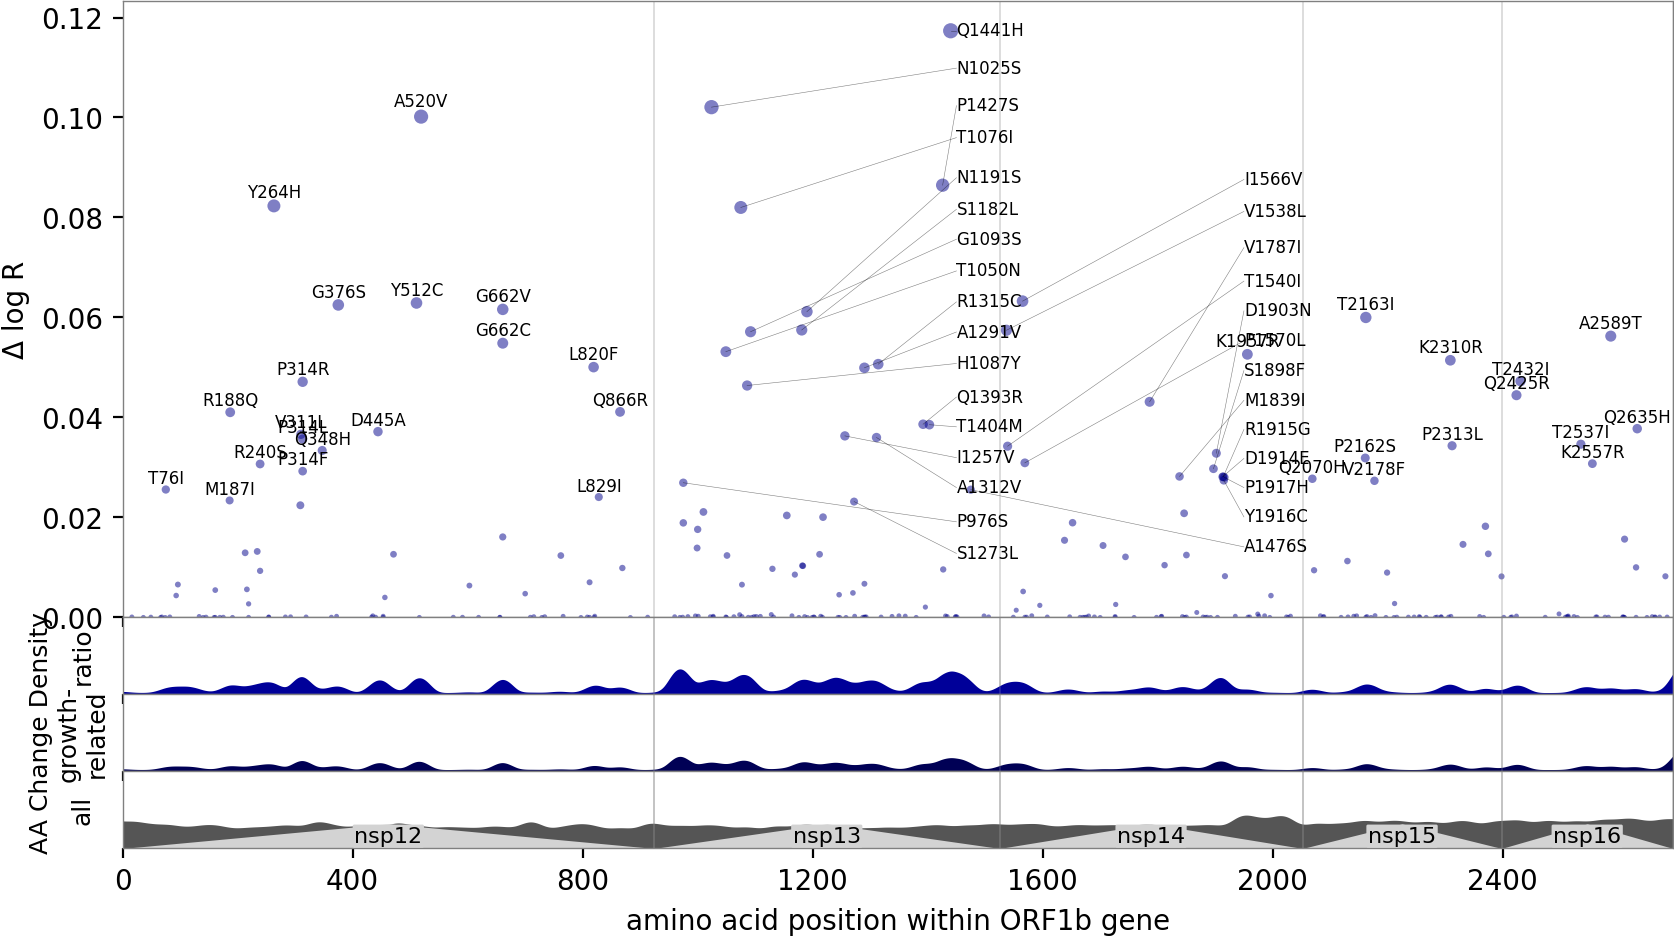 0.12
Q1441H
N1025S
A520V
0.10
P1427S
T1076I
Y264H
0.08
N1191S
I1566V
S1182L
V1538L
G1093S
V1787I
T1050N
T1540I
G376S
Y512C
G662V
R1315C
D1903N
T2163I
0.06
G662C
A1291V
A2589T
L820F
K1957R
P1570L
K2310R
P314R
H1087Y
S1898F
T2432I
Q2425R
R188Q
Q866R
Q1393R
M1839I
0.04
V311L
P314L
D445A
T1404M
R1915G
Q2635H
Q348H
P2313L
T2537I
R240S
P314F
I1257V
D1914E
P2162S
K2557R
T76I
M187I
L829I
A1312V
P1917H
Q2070H
V2178F
0.02
P976S
Y1916C
S1273L
A1476S
0.00
Δ log R
AA Change Density
ratio
growth-
related
all
nsp12
nsp13
nsp14
nsp15
nsp16
0
400
800
1200
1600
2000
2400
amino acid position within ORF1b gene